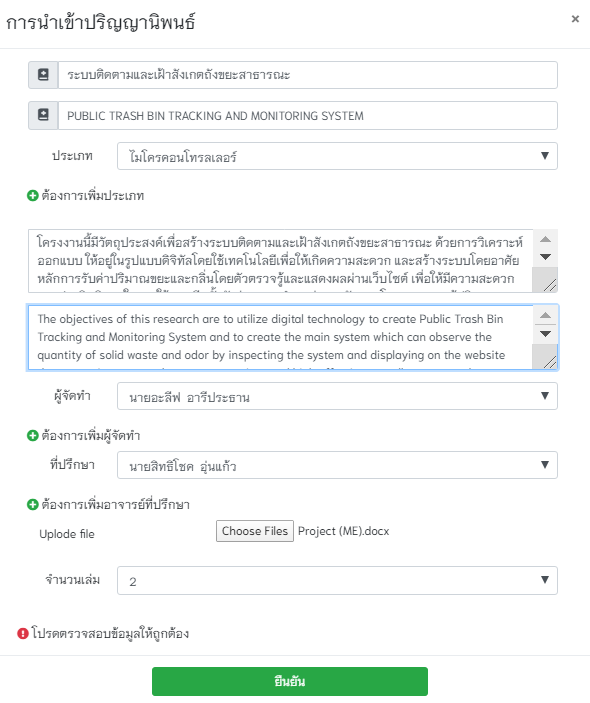 การนำเข้าปริญญานิพนธ์
×
ระบบติดตามและเฝ้าสังเกตถังขยะสาธารณะ
PUBLIC TRASH BIN TRACKING AND MONITORING SYSTEM
ประเภท ไมโครคอนโทรลเลอร์
ต้องการเพิ่มประเภท
โครงงานนี้มีวัตถุประสงค์เพื่อสร้างระบบติดตามและเฝ้าสังเกตถังขยะสาธารณะ ด้วยการวิเคราะห์
ออกแบบ ให้อยู่ในรูปแบบดิจิทัลโดยใช้เทคโนโลยีเพื่อให้เกิดความสะดวก และสร้างระบบโดยอาศัย
หลักการรับค่าปริมาณขยะและกลิ่นโดยตัวตรวจรู้และแสดงผลผ่านเว็บไซต์ เพื่อให้มีความสะดวก
The objectives of this research are to utilize digital technology to create Public Trash Bin
Tracking and Monitoring System and to create the main system which can observe the
quantity of solid waste and odor by inspecting the system and displaying on the website
ผู้จัดทำ นายอะลีฟ อารีประธาน
ต้องการเพิ่มผู้จัดทำ
ที่ปรึกษา นายสิทธิโชค อุ่นแก้ว
ต้องการเพิ่มอาจารย์ที่ปรึกษา
Uplode file Choose Files Project (ME).docx
จำนวนเล่ม 2
โปรดตรวจสอบข้อมูลให้ถูกต้อง
ยืนยัน